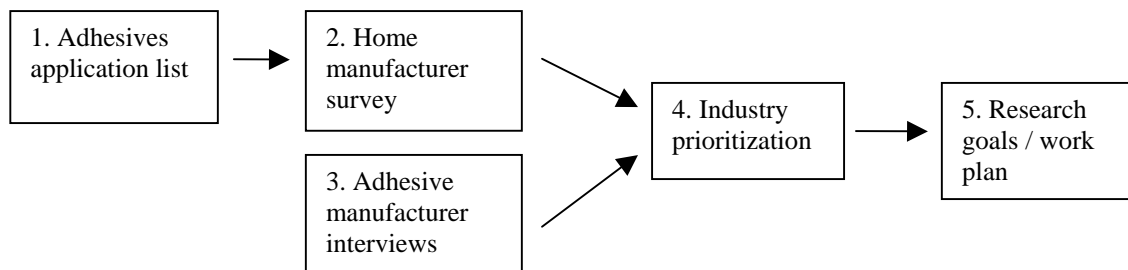 1. Adhesives
application list
2. Home
manufacturer
survey
3. Adhesive
manufacturer
interviews
4. Industry
prioritization
5. Research
goals / work
plan